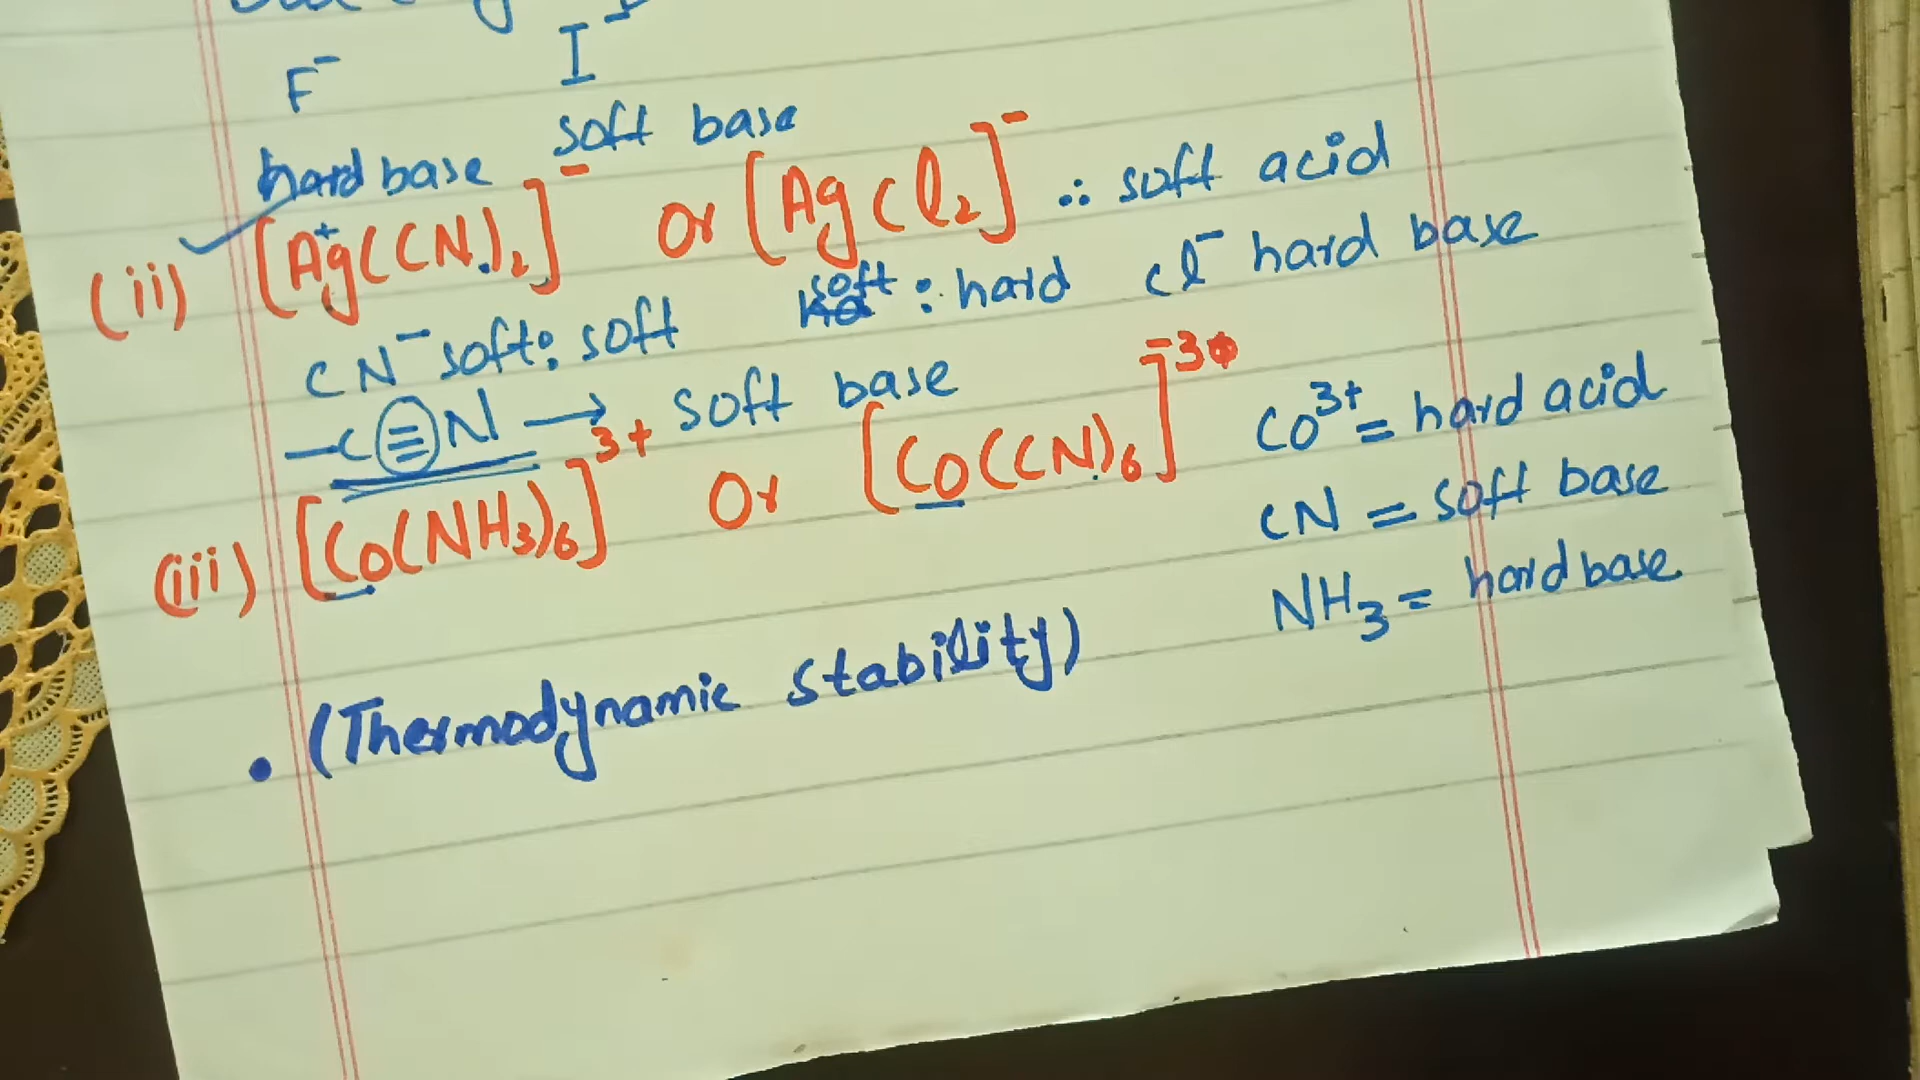 F⁻ I
hard base soft base
(ii) [Ag⁺(CN)₂]⁻ or [AgCl₂]⁻ ∴ soft acid
CN⁻ soft: soft soft : hard Cl⁻ hard base
–C≡N → soft base
(iii) [Co(NH₃)₆]³⁺ Or [Co(CN)₆]⁻³ Co³⁺ = hard acid
CN = soft base
NH₃ = hard base
• (Thermodynamic stability)